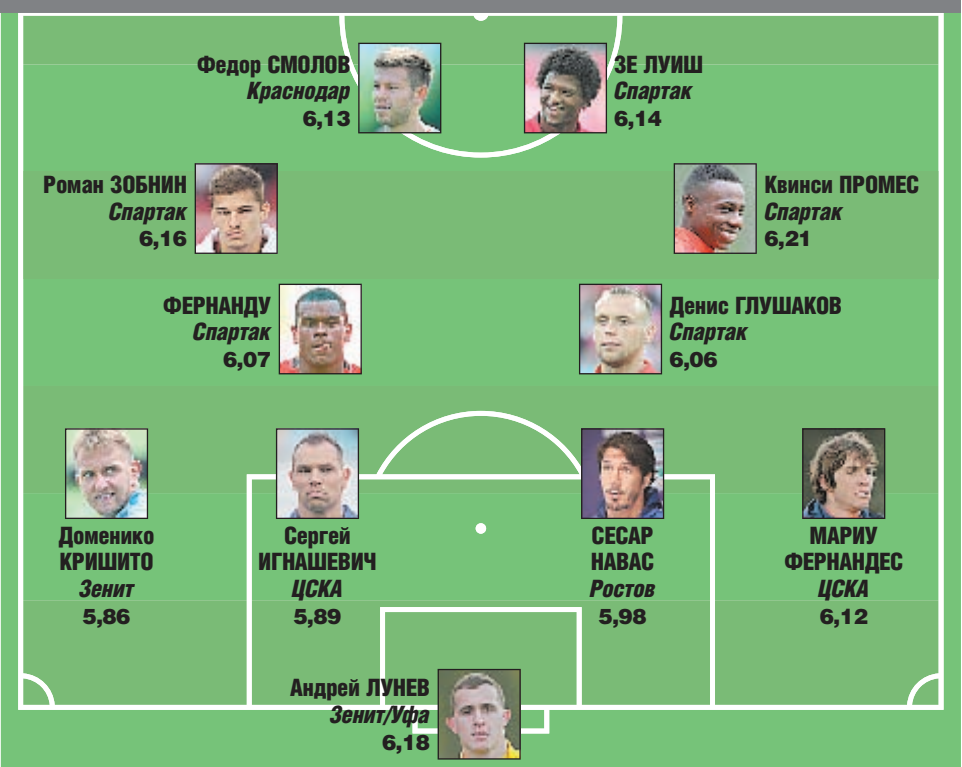 Федор СМОЛОВ
Краснодар
6,13
ЗЕ ЛУИШ
Спартак
6,14
Роман ЗОБНИН
Спартак
6,16
Квинси ПРОМЕС
Спартак
6,21
ФЕРНАНДУ
Спартак
6,07
Денис ГЛУШАКОВ
Спартак
6,06
Доменико
КРИШИТО
Зенит
5,86
Сергей
ИГНАШЕВИЧ
ЦСКА
5,89
СЕСАР
НАВАС
Ростов
5,98
МАРИУ
ФЕРНАНДЕС
ЦСКА
6,12
Андрей ЛУНЕВ
Зенит/Уфа
6,18